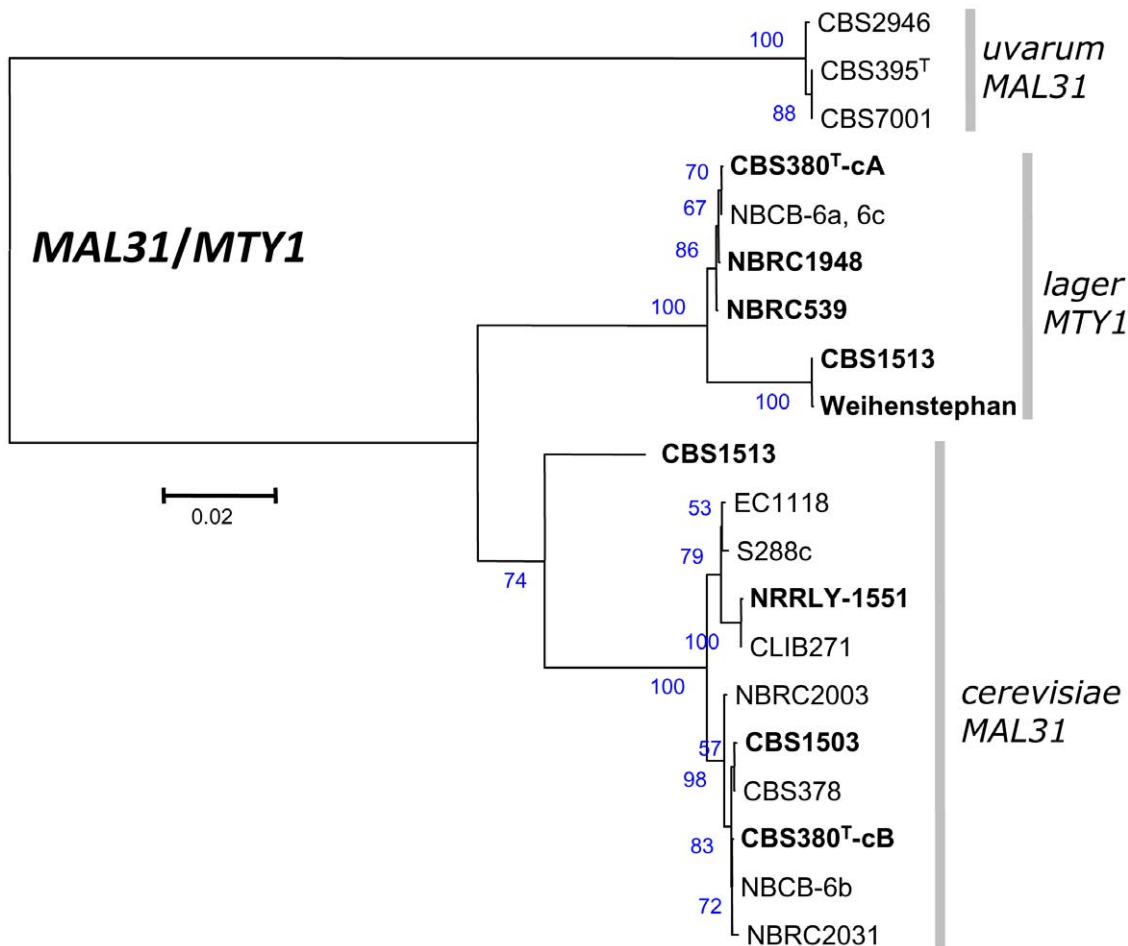 100
CBS2946
CBS395ᵀ
88
CBS7001
uvarum
MAL31
70
CBS380ᵀ-cA
67
NBCB-6a, 6c
86
NBRC1948
100
NBRC539
CBS1513
100
Weihenstephan
lager
MTY1
MAL31/MTY1
0.02
CBS1513
53
EC1118
79
S288c
74
NRRLY-1551
100
CLIB271
100
NBRC2003
57
CBS1503
98
CBS378
83
CBS380ᵀ-cB
NBCB-6b
72
NBRC2031
cerevisiae
MAL31